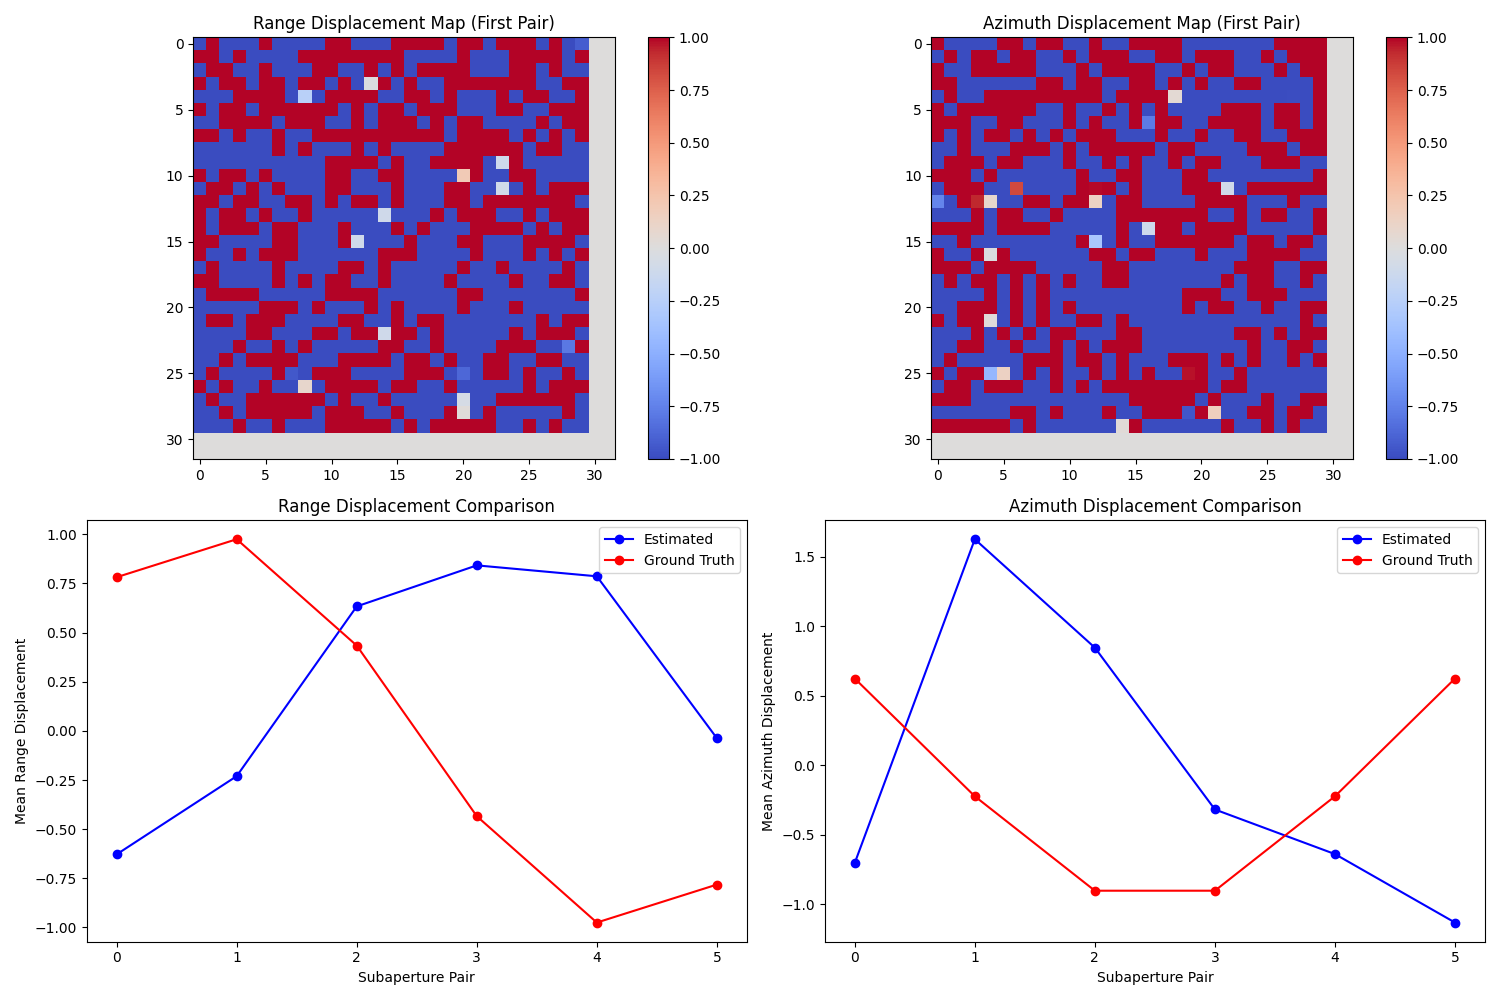 Range Displacement Map (First Pair)
0
5
10
15
20
25
30
0 5 10 15 20 25 30
1.00
0.75
0.50
0.25
0.00
−0.25
−0.50
−0.75
−1.00
Azimuth Displacement Map (First Pair)
0
5
10
15
20
25
30
0 5 10 15 20 25 30
1.00
0.75
0.50
0.25
0.00
−0.25
−0.50
−0.75
−1.00
Range Displacement Comparison
Mean Range Displacement
1.00
0.75
0.50
0.25
0.00
−0.25
−0.50
−0.75
−1.00
Estimated
Ground Truth
0 1 2 3 4 5
Subaperture Pair
Azimuth Displacement Comparison
Mean Azimuth Displacement
1.5
1.0
0.5
0.0
−0.5
−1.0
Estimated
Ground Truth
0 1 2 3 4 5
Subaperture Pair